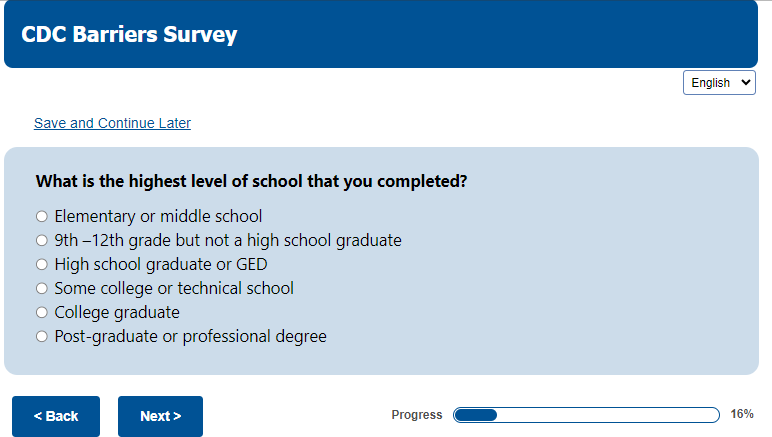 CDC Barriers Survey
English
Save and Continue Later
What is the highest level of school that you completed?
Elementary or middle school
9th –12th grade but not a high school graduate
High school graduate or GED
Some college or technical school
College graduate
Post-graduate or professional degree
< Back
Next >
Progress
16%